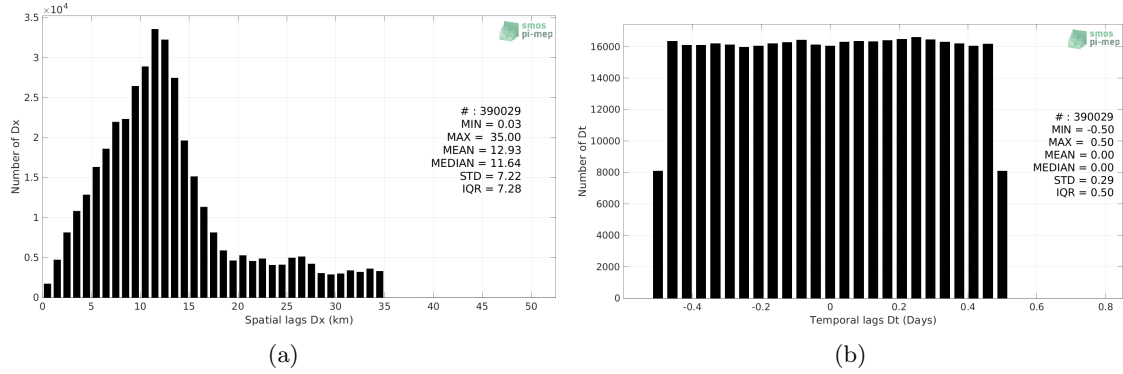 ×10⁴
3.5
3
2.5
2
1.5
1
0.5
0
Number of Dx
smos
pi-mep
# : 390029
MIN = 0.03
MAX = 35.00
MEAN = 12.93
MEDIAN = 11.64
STD = 7.22
IQR = 7.28
0 5 10 15 20 25 30 35 40 45 50
Spatial lags Dx (km)
(a)
16000
14000
12000
10000
8000
6000
4000
2000
0
Number of Dt
smos
pi-mep
# : 390029
MIN = -0.50
MAX = 0.50
MEAN = 0.00
MEDIAN = 0.00
STD = 0.29
IQR = 0.50
-0.4 -0.2 0 0.2 0.4 0.6 0.8
Temporal lags Dt (Days)
(b)